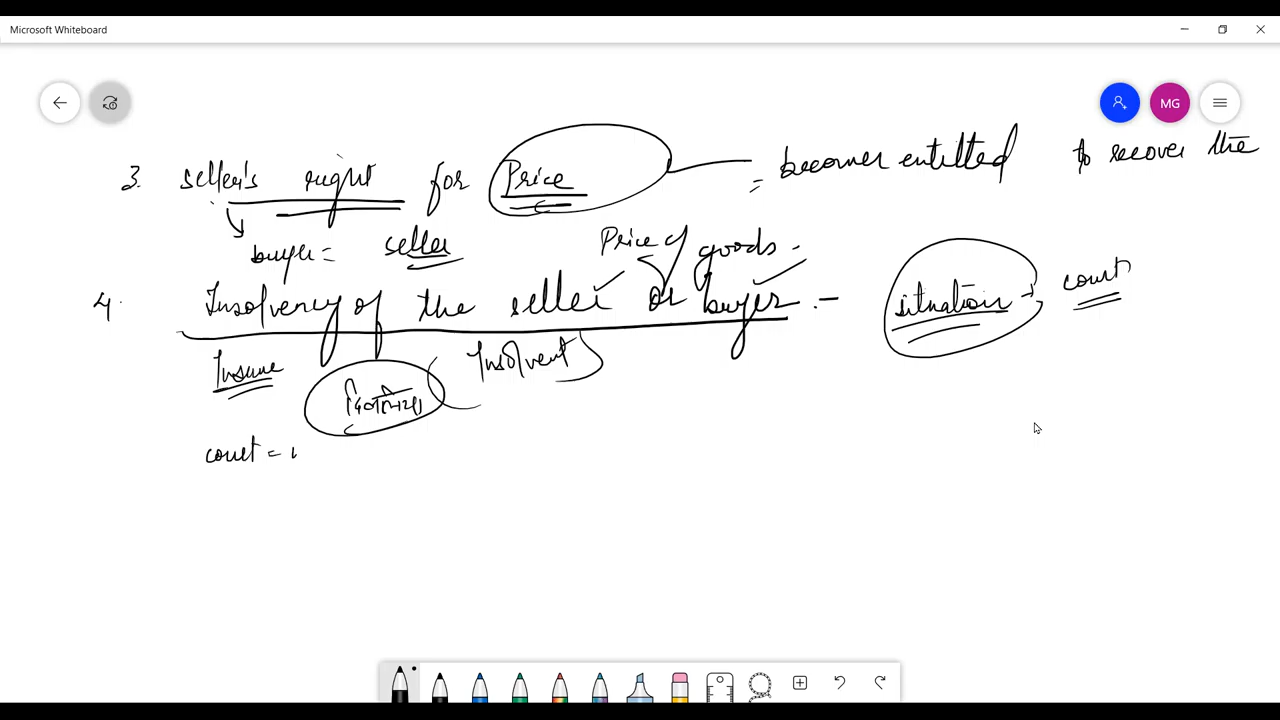 Microsoft Whiteboard
MG
3. seller's right for Price = becomes entitled to recover the
buyer = seller Price of goods -
4. Insolvency of the seller or buyer :- situation → court
Insane Insolvent
court =